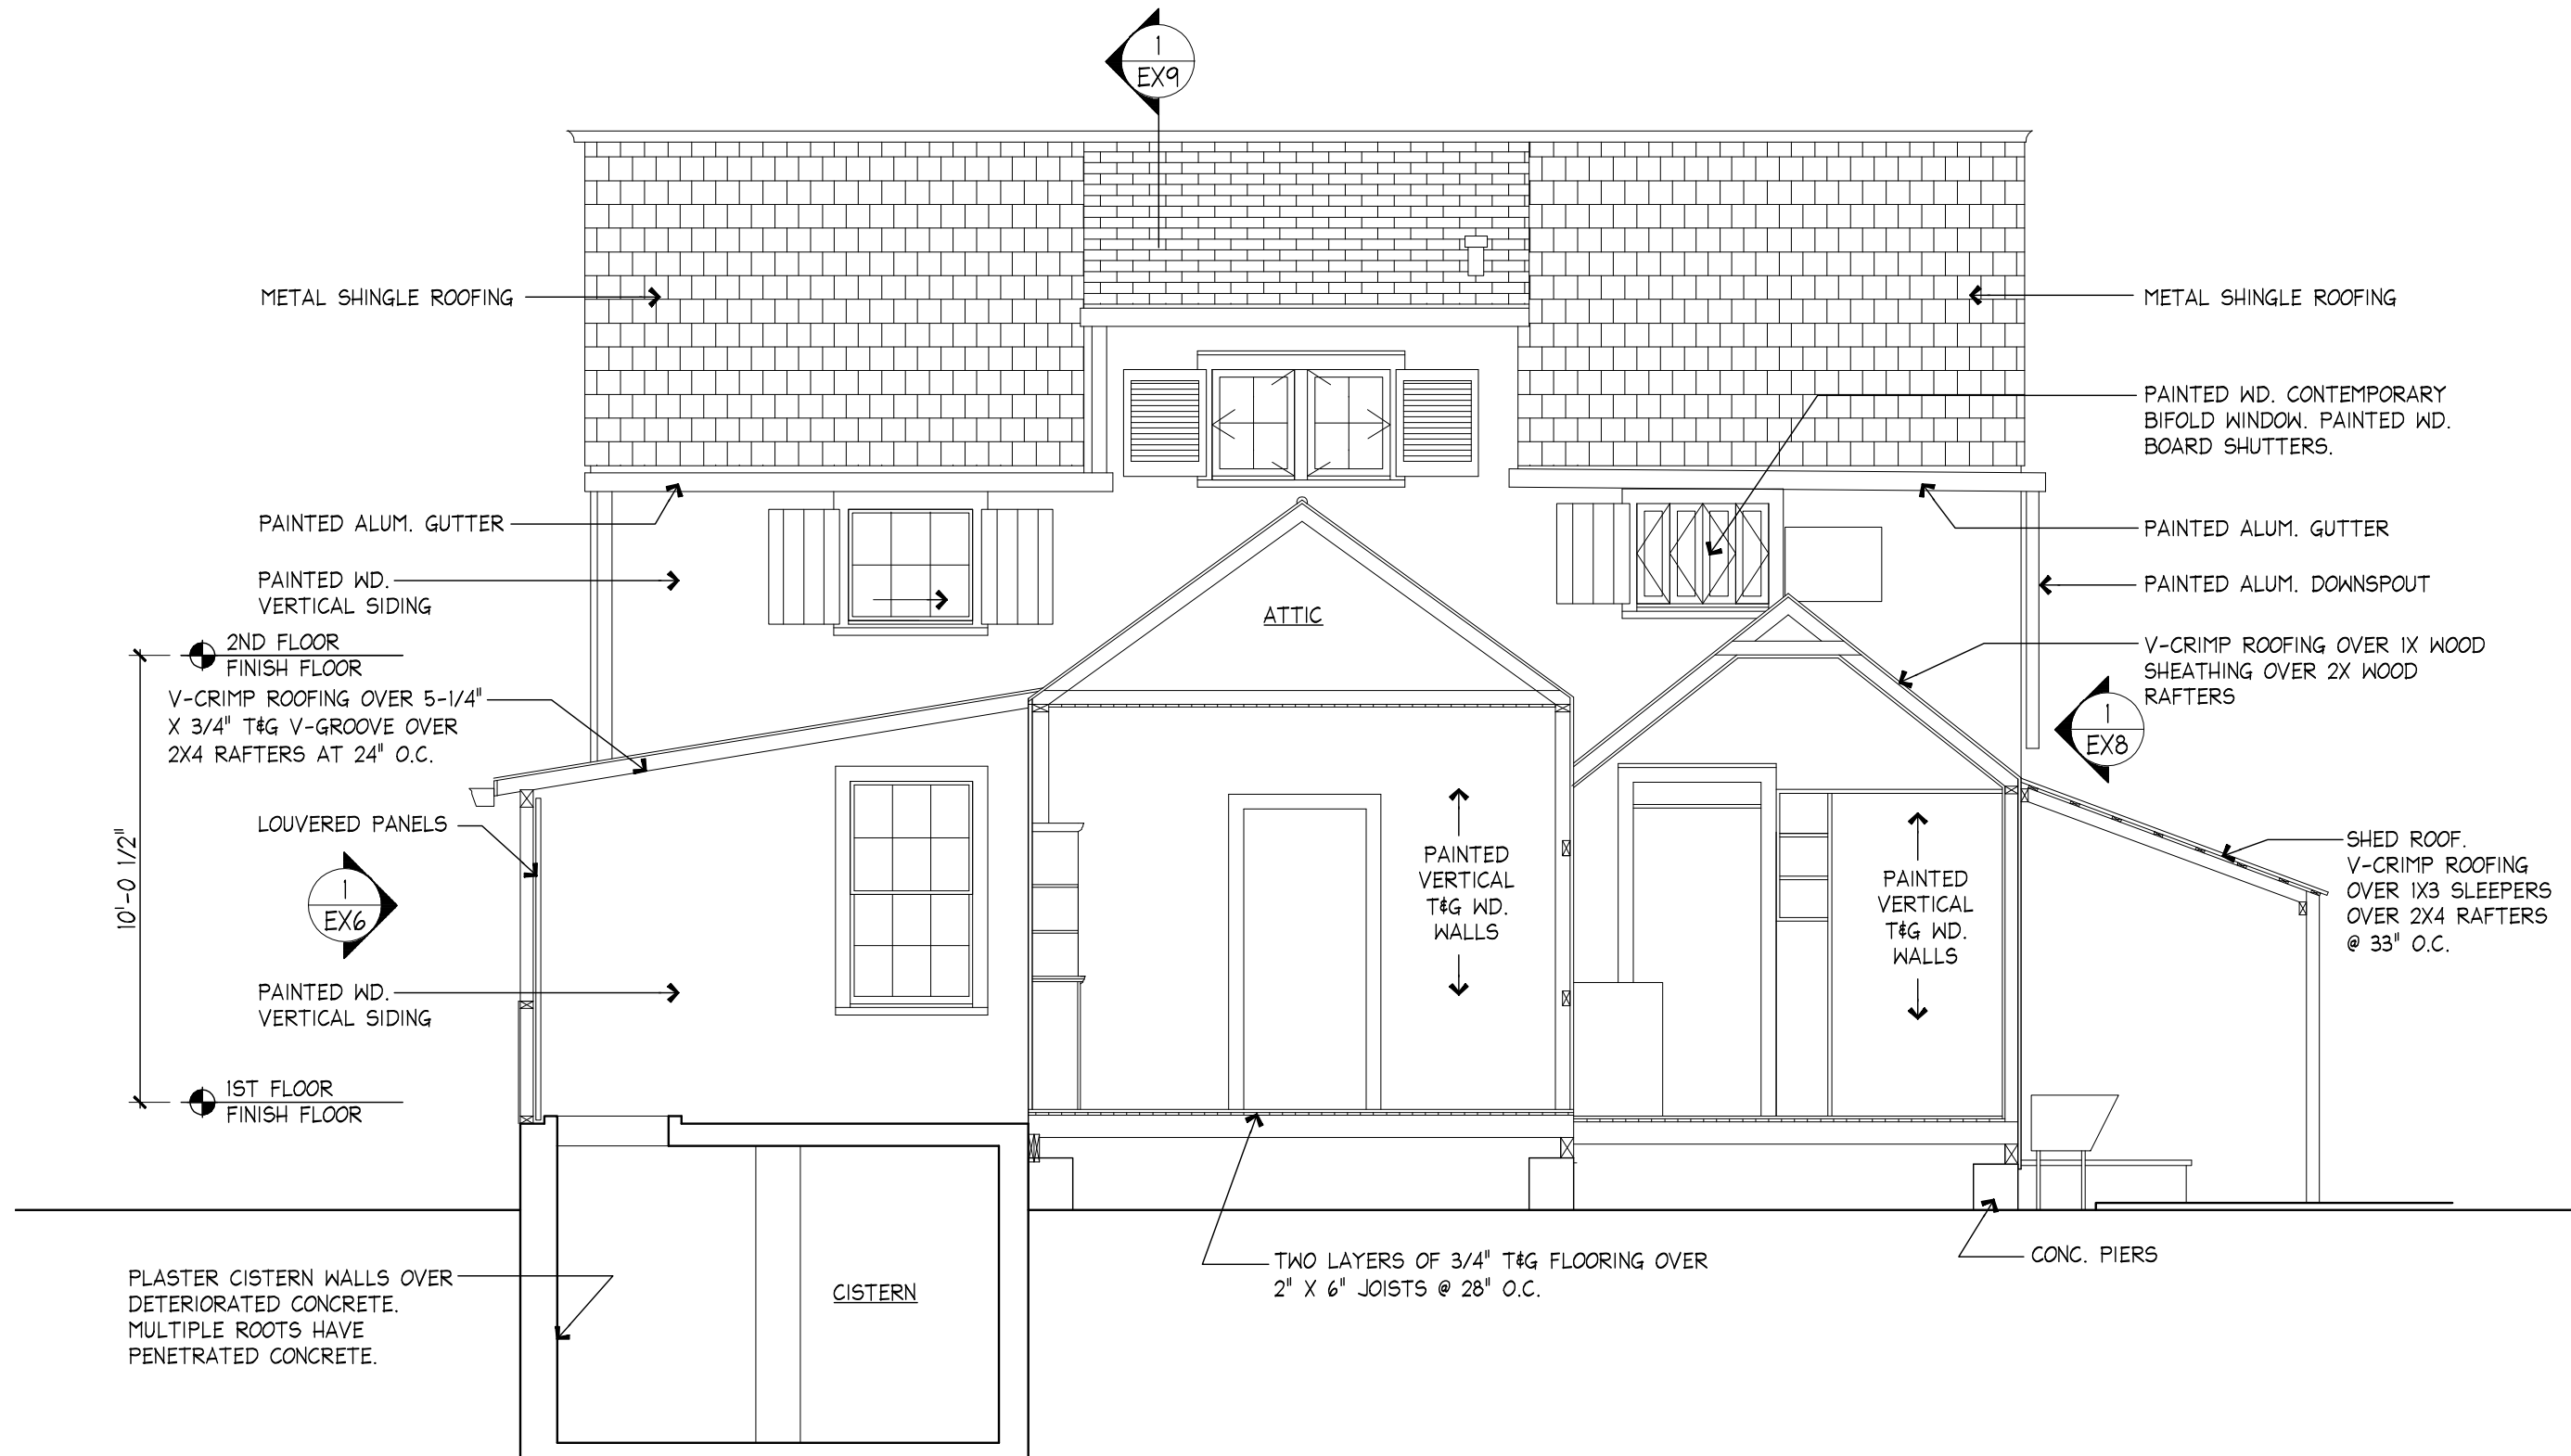 1
EX9
METAL SHINGLE ROOFING
METAL SHINGLE ROOFING
PAINTED WD. CONTEMPORARY
BIFOLD WINDOW. PAINTED WD.
BOARD SHUTTERS.
PAINTED ALUM. GUTTER
PAINTED ALUM. GUTTER
PAINTED WD.
VERTICAL SIDING
PAINTED ALUM. DOWNSPOUT
ATTIC
2ND FLOOR
FINISH FLOOR
V-CRIMP ROOFING OVER 1X WOOD
SHEATHING OVER 2X WOOD
RAFTERS
V-CRIMP ROOFING OVER 5-1/4"
X 3/4" T&G V-GROOVE OVER
2X4 RAFTERS AT 24" O.C.
1
EX8
LOUVERED PANELS
10'-0 1/2"
1
EX6
PAINTED
VERTICAL
T&G WD.
WALLS
PAINTED
VERTICAL
T&G WD.
WALLS
SHED ROOF.
V-CRIMP ROOFING
OVER 1X3 SLEEPERS
OVER 2X4 RAFTERS
@ 33" O.C.
PAINTED WD.
VERTICAL SIDING
1ST FLOOR
FINISH FLOOR
PLASTER CISTERN WALLS OVER
DETERIORATED CONCRETE.
MULTIPLE ROOTS HAVE
PENETRATED CONCRETE.
CISTERN
TWO LAYERS OF 3/4" T&G FLOORING OVER
2" X 6" JOISTS @ 28" O.C.
CONC. PIERS